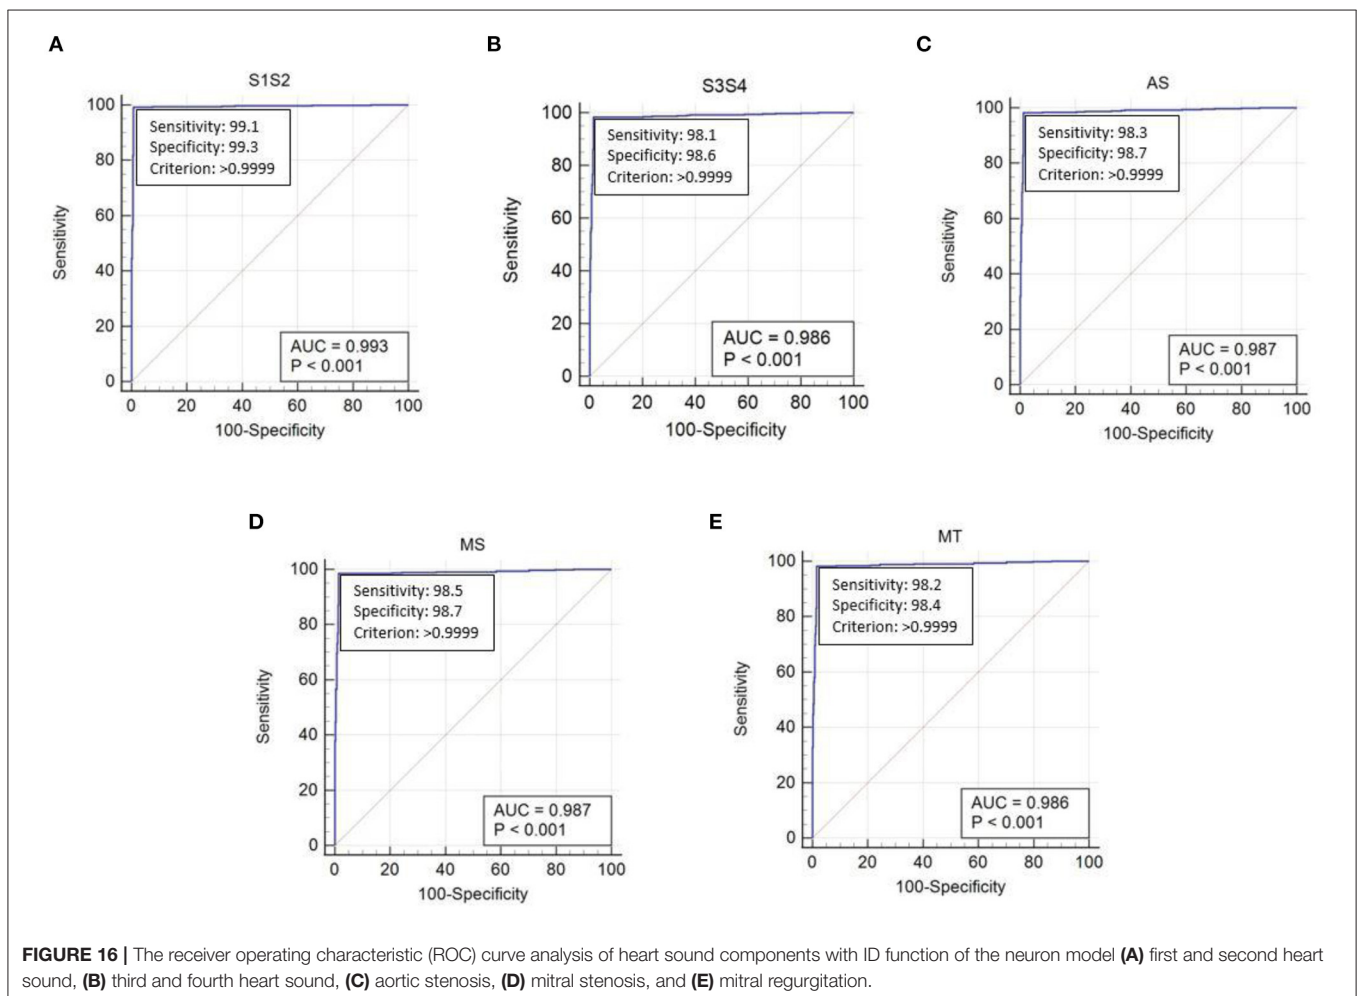 A
S1S2
100
80
60
40
20
0
Sensitivity
Sensitivity: 99.1
Specificity: 99.3
Criterion: >0.9999
AUC = 0.993
P < 0.001
0 20 40 60 80 100
100-Specificity
B
S3S4
100
80
60
40
20
0
Sensitivity
Sensitivity: 98.1
Specificity: 98.6
Criterion: >0.9999
AUC = 0.986
P < 0.001
0 20 40 60 80 100
100-Specificity
C
AS
100
80
60
40
20
0
Sensitivity
Sensitivity: 98.3
Specificity: 98.7
Criterion: >0.9999
AUC = 0.987
P < 0.001
0 20 40 60 80 100
100-Specificity
D
MS
100
80
60
40
20
0
Sensitivity
Sensitivity: 98.5
Specificity: 98.7
Criterion: >0.9999
AUC = 0.987
P < 0.001
0 20 40 60 80 100
100-Specificity
E
MT
100
80
60
40
20
0
Sensitivity
Sensitivity: 98.2
Specificity: 98.4
Criterion: >0.9999
AUC = 0.986
P < 0.001
0 20 40 60 80 100
100-Specificity
FIGURE 16 | The receiver operating characteristic (ROC) curve analysis of heart sound components with ID function of the neuron model (A) first and second heart
sound, (B) third and fourth heart sound, (C) aortic stenosis, (D) mitral stenosis, and (E) mitral regurgitation.